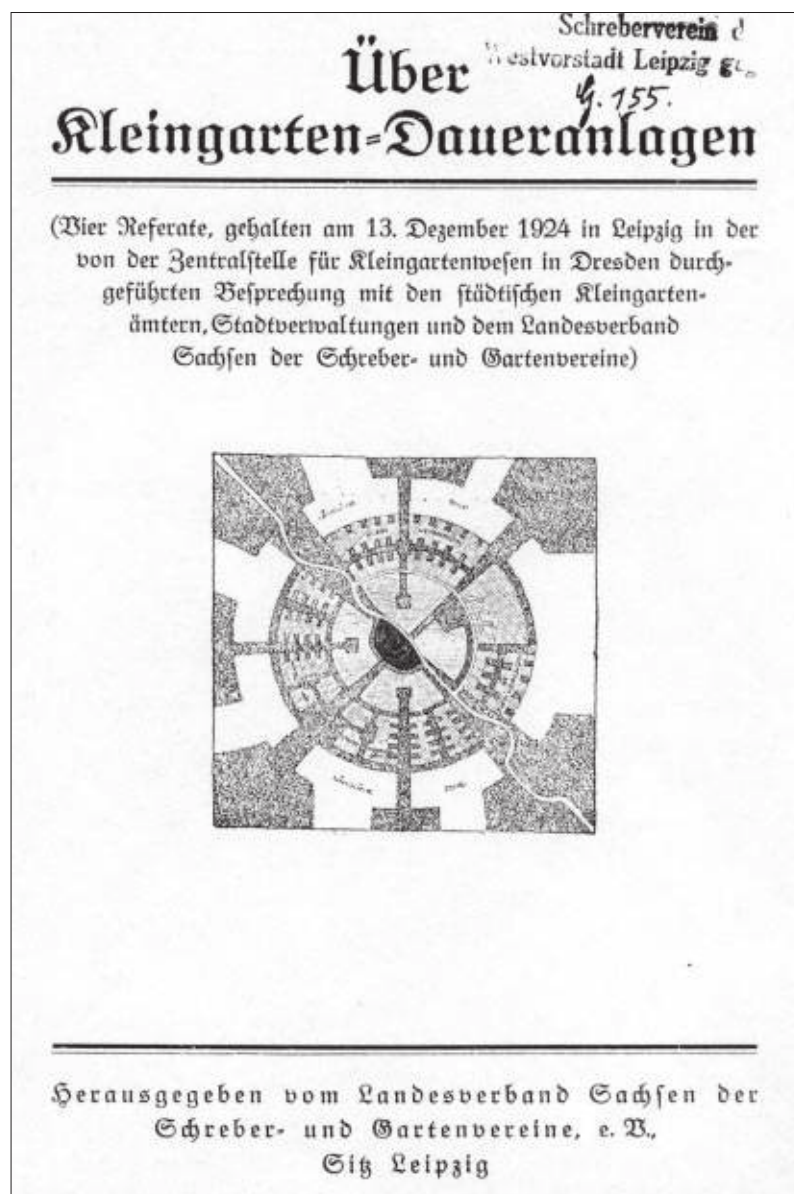 Schreberverein d
Westvorstadt Leipzig
G. 155.
Über
Kleingarten-Daueranlagen
(Vier Referate, gehalten am 13. Dezember 1924 in Leipzig in der
von der Zentralstelle für Kleingartenwesen in Dresden durch-
geführten Besprechung mit den städtischen Kleingarten-
ämtern, Stadtverwaltungen und dem Landesverband
Sachsen der Schreber- und Gartenvereine)
Herausgegeben vom Landesverband Sachsen der
Schreber- und Gartenvereine, e. V.,
Sitz Leipzig